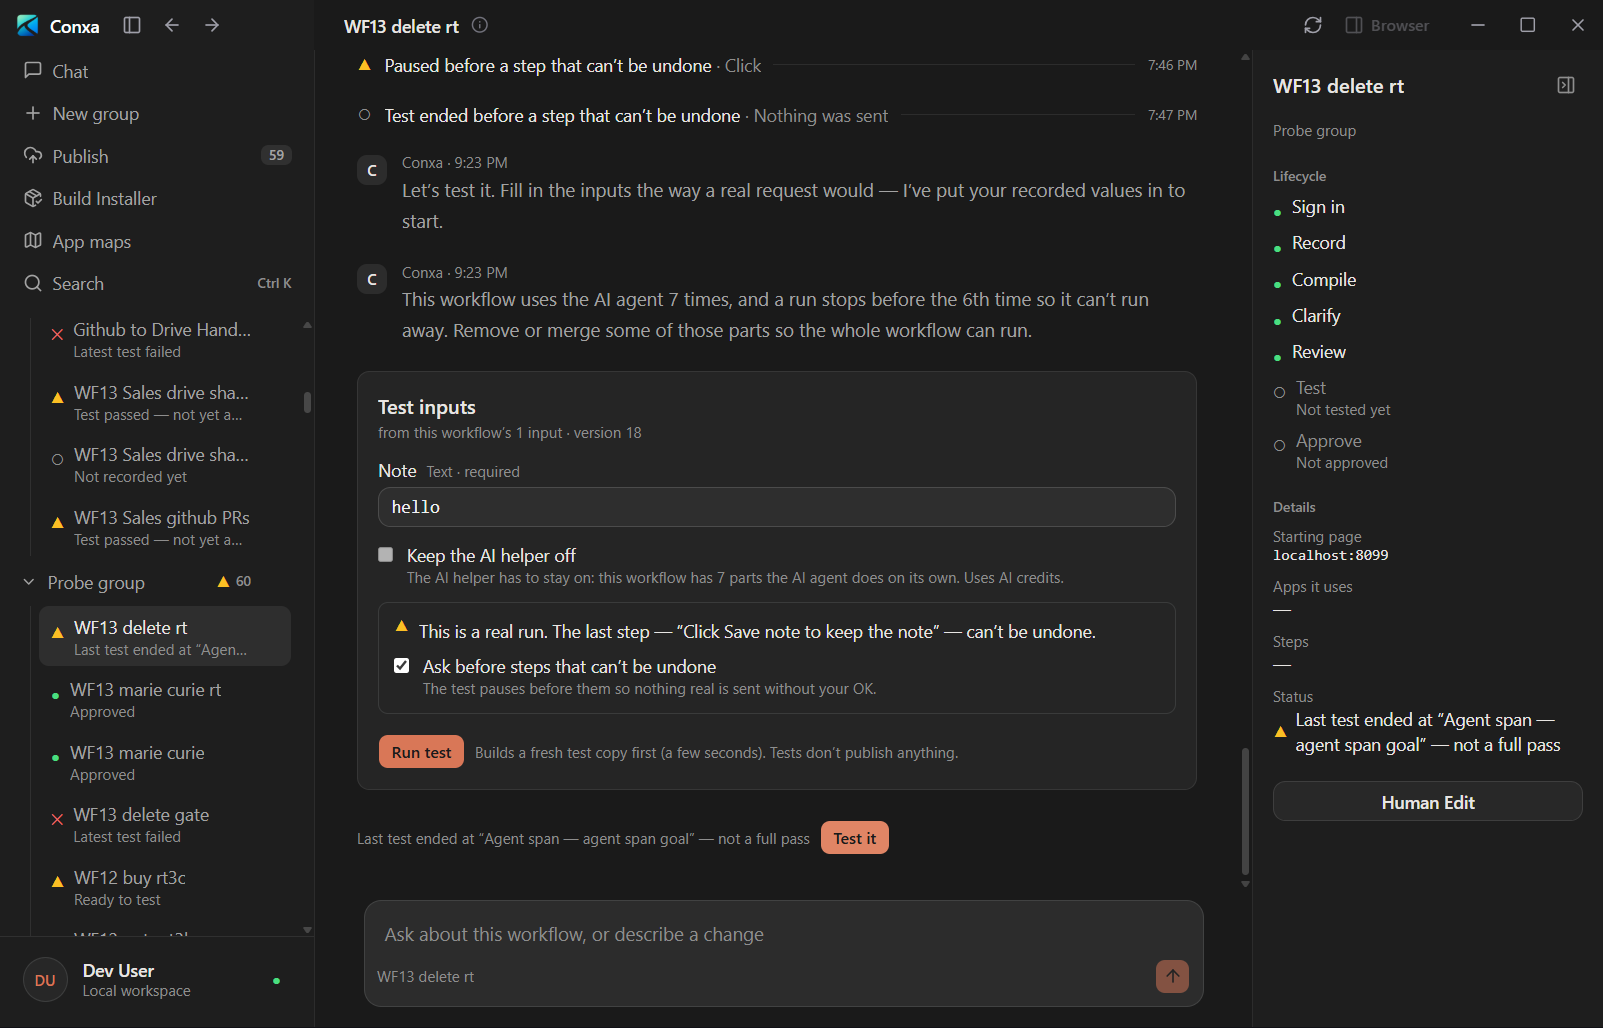 Conxa
Chat
New group
Publish 59
Build Installer
App maps
Search Ctrl K
Github to Drive Hand...
Latest test failed
WF13 Sales drive sha...
Test passed — not yet a...
WF13 Sales drive sha...
Not recorded yet
WF13 Sales github PRs
Test passed — not yet a...
Probe group 60
WF13 delete rt
Last test ended at “Agen...
WF13 marie curie rt
Approved
WF13 marie curie
Approved
WF13 delete gate
Latest test failed
WF12 buy rt3c
Ready to test
DU
Dev User
Local workspace
WF13 delete rt
Browser
Paused before a step that can’t be undone · Click 7:46 PM
Test ended before a step that can’t be undone · Nothing was sent 7:47 PM
C
Conxa · 9:23 PM
Let’s test it. Fill in the inputs the way a real request would — I’ve put your recorded values in to
start.
C
Conxa · 9:23 PM
This workflow uses the AI agent 7 times, and a run stops before the 6th time so it can’t run
away. Remove or merge some of those parts so the whole workflow can run.
Test inputs
from this workflow’s 1 input · version 18
Note Text · required
hello
Keep the AI helper off
The AI helper has to stay on: this workflow has 7 parts the AI agent does on its own. Uses AI credits.
This is a real run. The last step — “Click Save note to keep the note” — can’t be undone.
Ask before steps that can’t be undone
The test pauses before them so nothing real is sent without your OK.
Run test Builds a fresh test copy first (a few seconds). Tests don’t publish anything.
Last test ended at “Agent span — agent span goal” — not a full pass Test it
Ask about this workflow, or describe a change
WF13 delete rt
WF13 delete rt
Probe group
Lifecycle
Sign in
Record
Compile
Clarify
Review
Test
Not tested yet
Approve
Not approved
Details
Starting page
localhost:8099
Apps it uses
—
Steps
—
Status
Last test ended at “Agent span —
agent span goal” — not a full pass
Human Edit